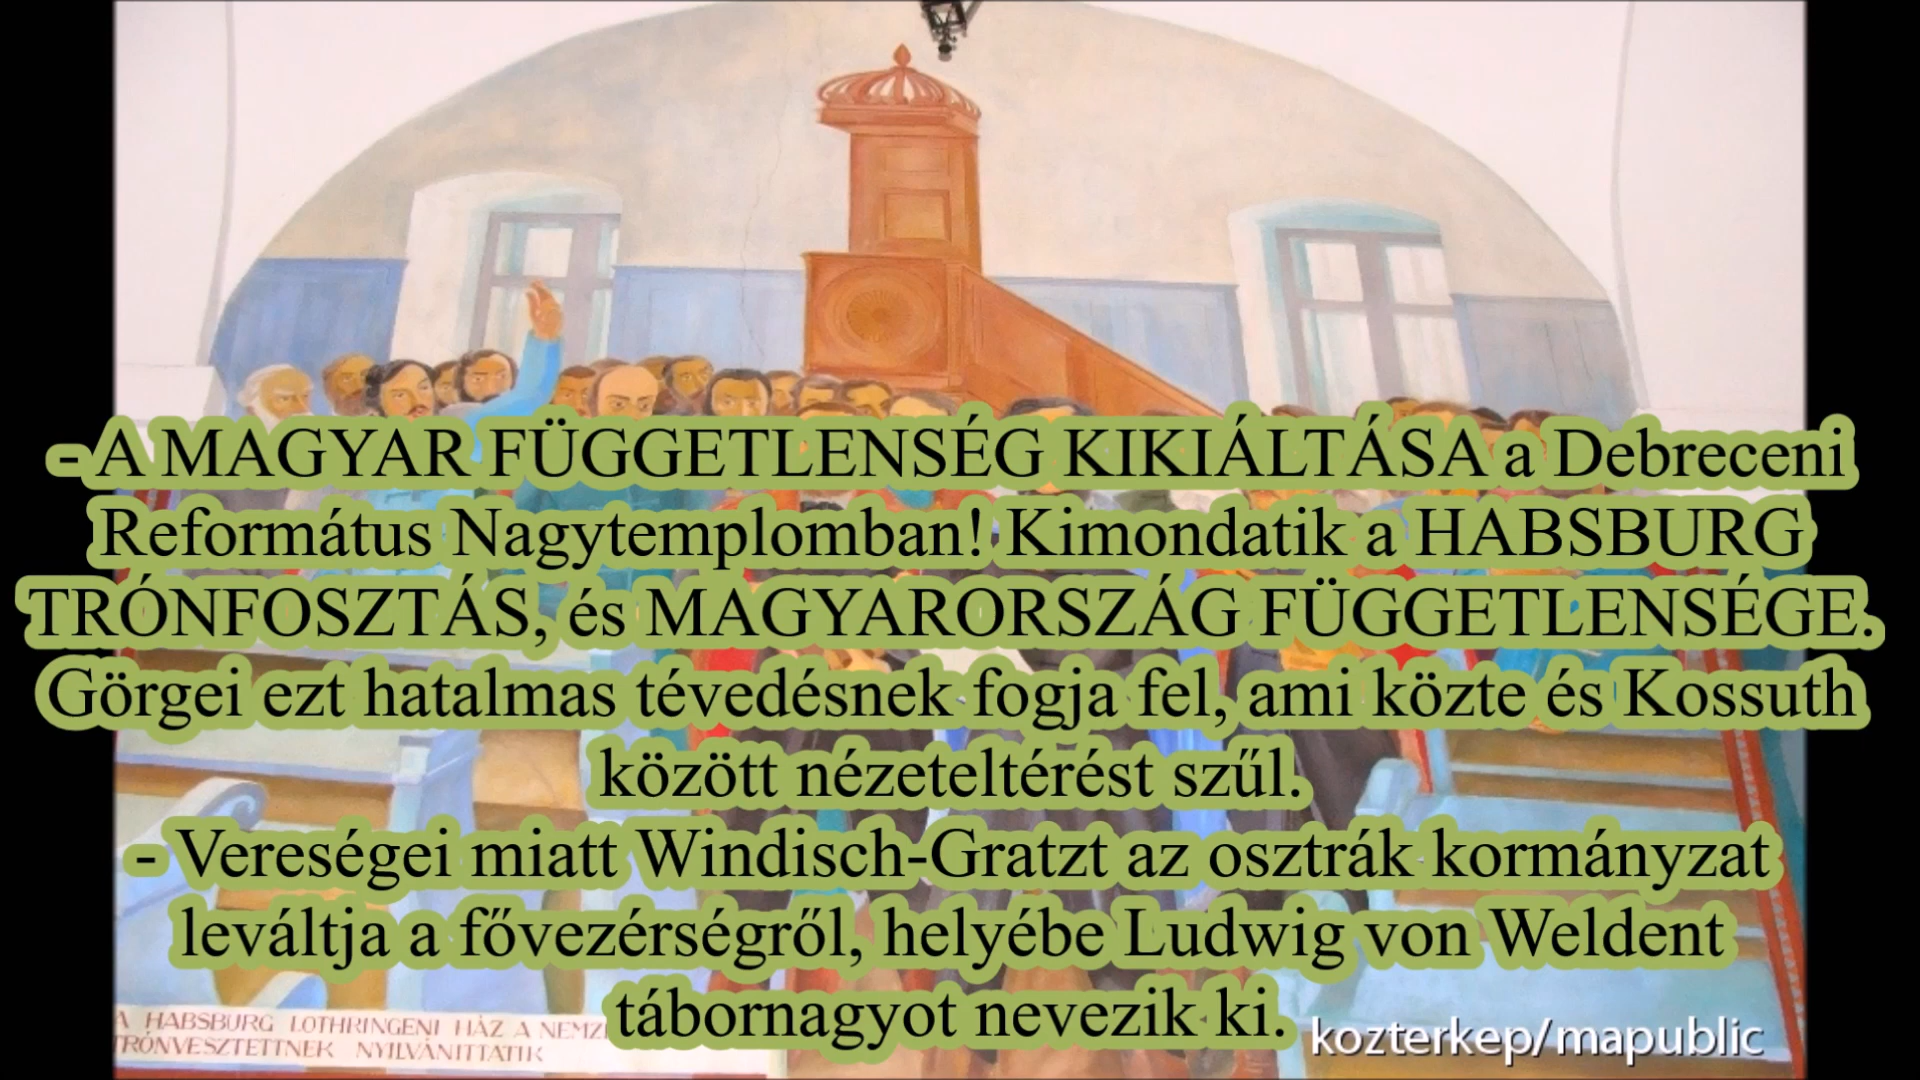 - A MAGYAR FÜGGETLENSÉG KIKIÁLTÁSA a Debreceni
Református Nagytemplomban! Kimondatik a HABSBURG
TRÓNFOSZTÁS, és MAGYARORSZÁG FÜGGETLENSÉGE.
Görgei ezt hatalmas tévedésnek fogja fel, ami közte és Kossuth
között nézeteltérést szűl.
- Vereségei miatt Windisch-Gratzt az osztrák kormányzat
leváltja a fővezérségről, helyébe Ludwig von Weldent
tábornagyot nevezik ki.
A HABSBURG LOTHRINGENI HÁZ A
TRÓNVESZTETTNEK NYILVÁNITTATIK
kozterkep/mapublic